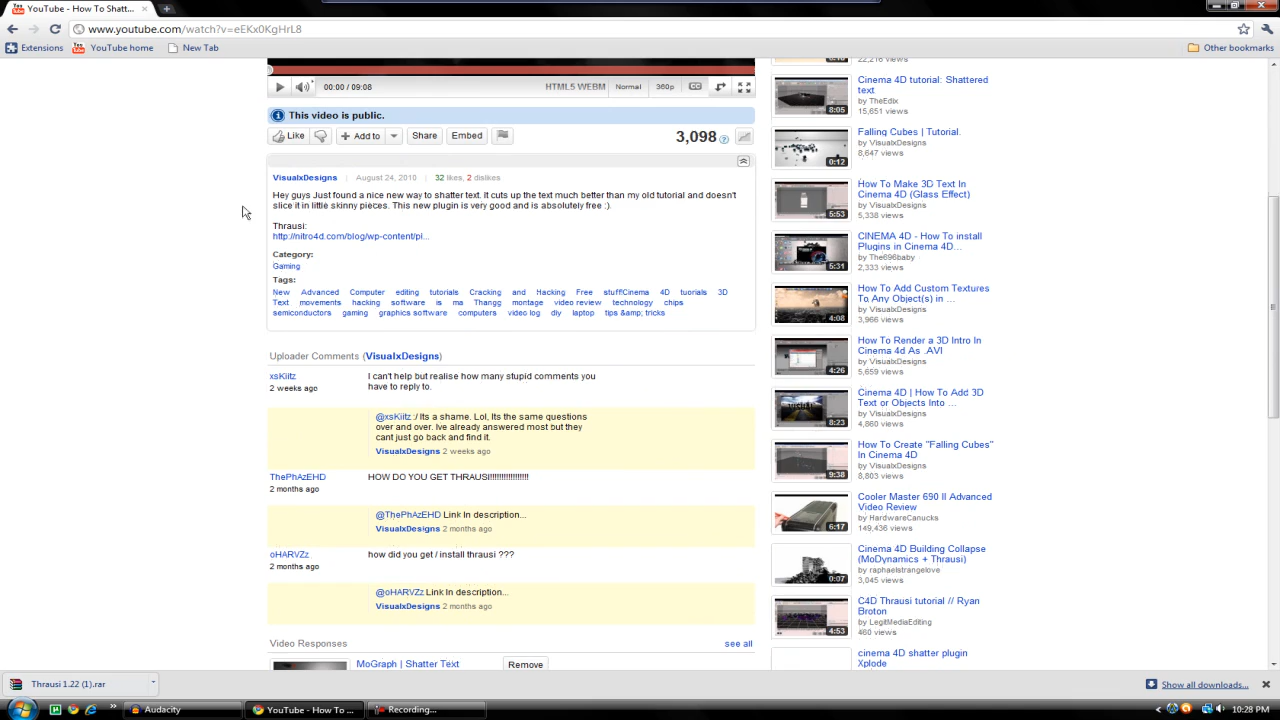 YouTube - How To Shatt...
www.youtube.com/watch?v=eEKx0KgHrL8
Extensions
YouTube home
New Tab
Other bookmarks
00:00 / 09:08
HTML5 WEBM
Normal
360p
CC
This video is public.
Like
Add to
Share
Embed
3,098
VisualxDesigns
August 24, 2010
32 likes, 2 dislikes
Hey guys Just found a nice new way to shatter text. It cuts up the text much better than my old tutorial and doesn't
slice it in little skinny pieces. This new plugin is very good and is absolutely free :).
Thrausi:
http://nitro4d.com/blog/wp-content/pl...
Category:
Gaming
Tags:
New Advanced Computer editing tutorials Cracking and Hacking Free stufflCinema 4D tuorials 3D
Text movements hacking software is ma Thangg montage video review technology chips
semiconductors gaming graphics software computers video log diy laptop tips &amp; tricks
Uploader Comments (VisualxDesigns)
xsKiitz
2 weeks ago
I can't help but realise how many stupid comments you
have to reply to.
@xsKiitz :/ Its a shame. Lol, Its the same questions
over and over. Ive already answered most but they
cant just go back and find it.
VisualxDesigns 2 weeks ago
ThePhAzEHD
2 months ago
HOW DO YOU GET THRAUSI!!!!!!!!!!!!!!!!!!
@ThePhAzEHD Link In description...
VisualxDesigns 2 months ago
oHARVZz
2 months ago
how did you get / install thrausi ???
@oHARVZz Link In description...
VisualxDesigns 2 months ago
Video Responses
see all
MoGraph | Shatter Text
Remove
22,216 views
Cinema 4D tutorial: Shattered
text
by TheEdix
15,651 views
8:05
Falling Cubes | Tutorial.
by VisualxDesigns
8,647 views
0:12
How To Make 3D Text In
Cinema 4D (Glass Effect)
by VisualxDesigns
5,338 views
5:53
CINEMA 4D - How To install
Plugins in Cinema 4D...
by The696baby
2,333 views
5:31
How To Add Custom Textures
To Any Object(s) in ...
by VisualxDesigns
3,966 views
4:08
How To Render a 3D Intro In
Cinema 4d As .AVI
by VisualxDesigns
5,659 views
4:26
Cinema 4D | How To Add 3D
Text or Objects Into ...
by VisualxDesigns
4,860 views
8:23
How To Create "Falling Cubes"
In Cinema 4D
by VisualxDesigns
8,803 views
9:38
Cooler Master 690 II Advanced
Video Review
by HardwareCanucks
149,436 views
6:17
Cinema 4D Building Collapse
(MoDynamics + Thrausi)
by raphaelstrangelove
3,045 views
0:07
C4D Thrausi tutorial // Ryan
Broton
by LegitMediaEditing
460 views
4:53
cinema 4D shatter plugin
Xplode
Thrausi 1.22 (1).rar
Show all downloads...
Audacity
YouTube - How To ...
Recording...
10:28 PM